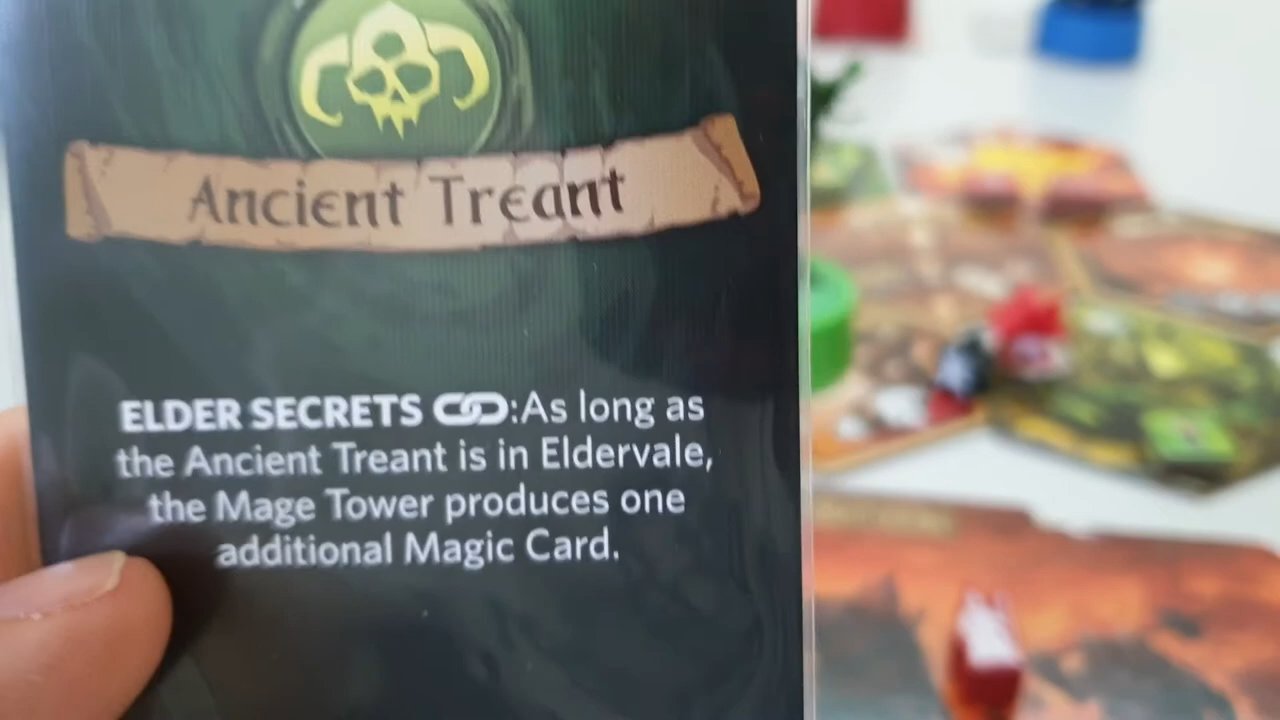 Ancient Treant
ELDER SECRETS :As long as
the Ancient Treant is in Eldervale,
the Mage Tower produces one
additional Magic Card.